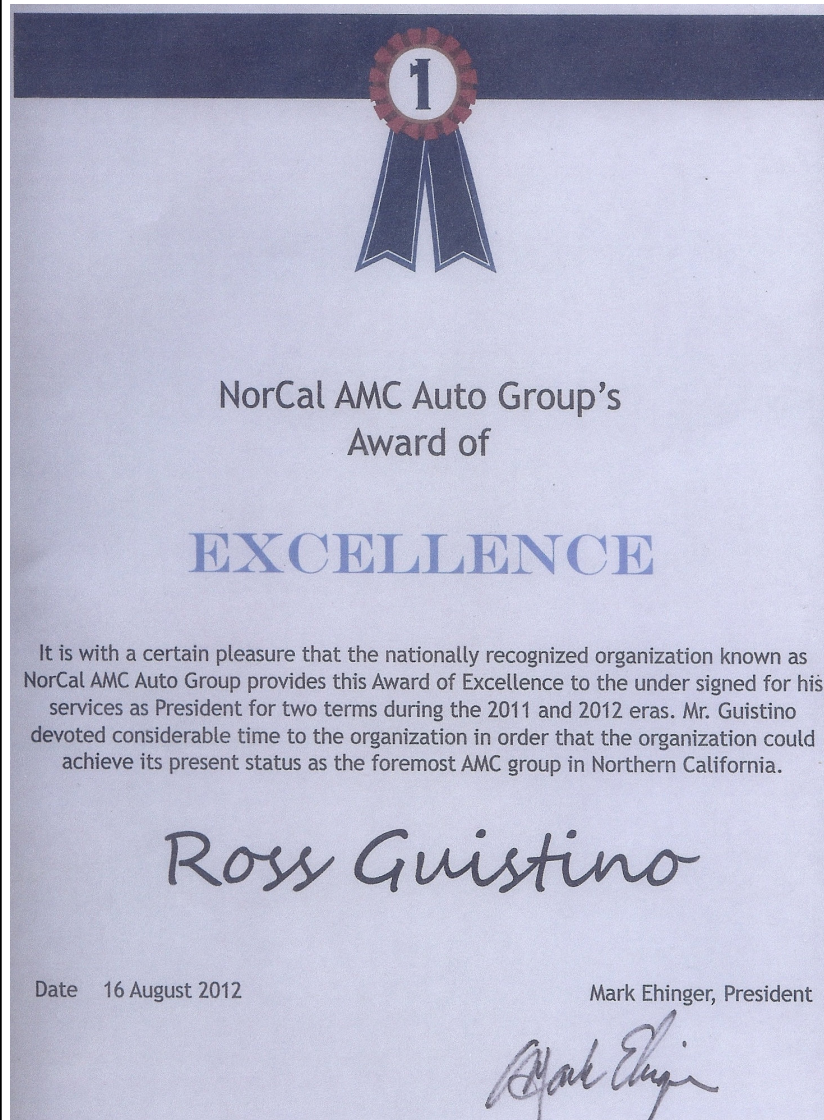 1
NorCal AMC Auto Group's
Award of
EXCELLENCE
It is with a certain pleasure that the nationally recognized organization known as
NorCal AMC Auto Group provides this Award of Excellence to the under signed for his
services as President for two terms during the 2011 and 2012 eras. Mr. Guistino
devoted considerable time to the organization in order that the organization could
achieve its present status as the foremost AMC group in Northern California.
Ross Guistino
Date 16 August 2012
Mark Ehinger, President
Mark Ehinger